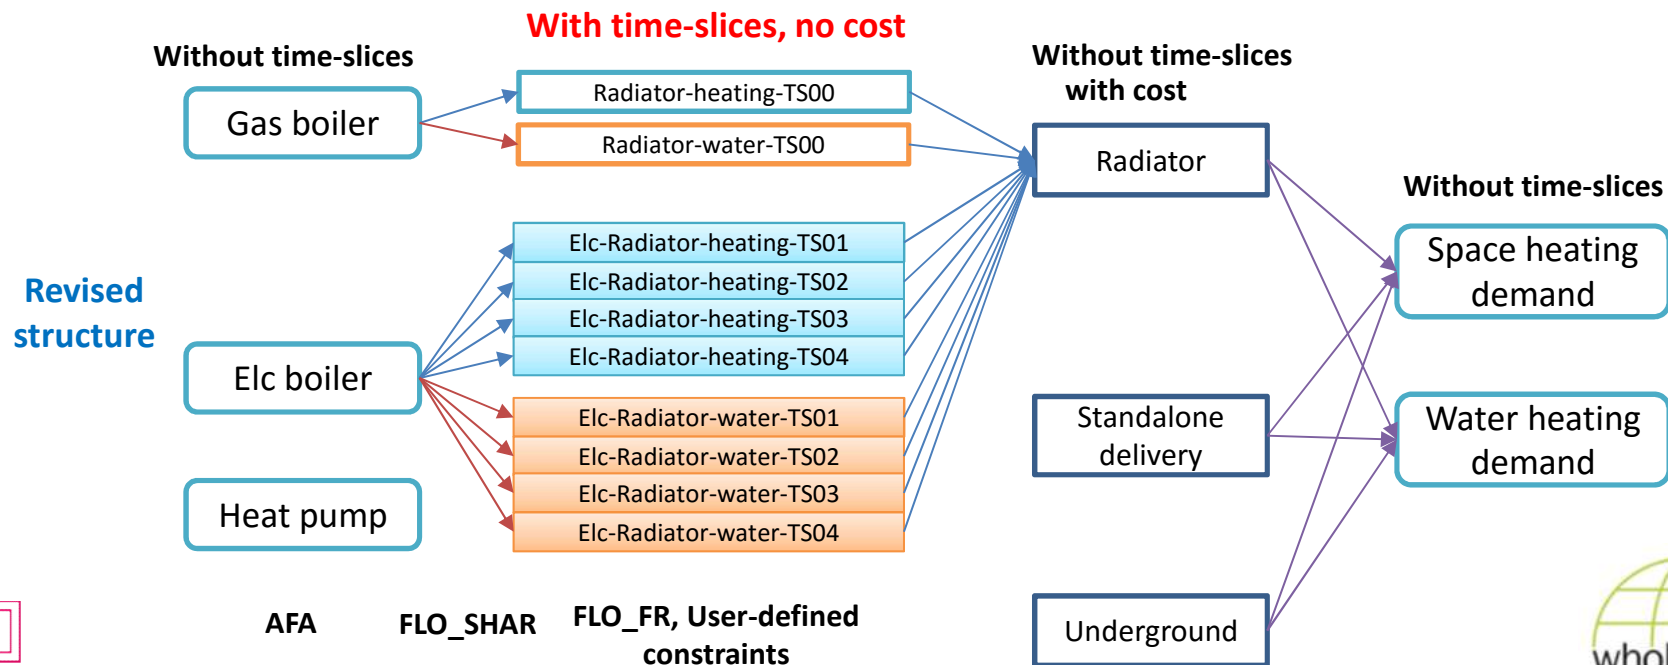 With time-slices, no cost
Without time-slices
Without time-slices
with cost
Gas boiler
Radiator-heating-TS00
Radiator-water-TS00
Radiator
Without time-slices
Revised
structure
Elc boiler
Heat pump
Elc-Radiator-heating-TS01
Elc-Radiator-heating-TS02
Elc-Radiator-heating-TS03
Elc-Radiator-heating-TS04
Elc-Radiator-water-TS01
Elc-Radiator-water-TS02
Elc-Radiator-water-TS03
Elc-Radiator-water-TS04
Space heating
demand
Standalone
delivery
Water heating
demand
Underground
AFA
FLO_SHAR
FLO_FR, User-defined
constraints